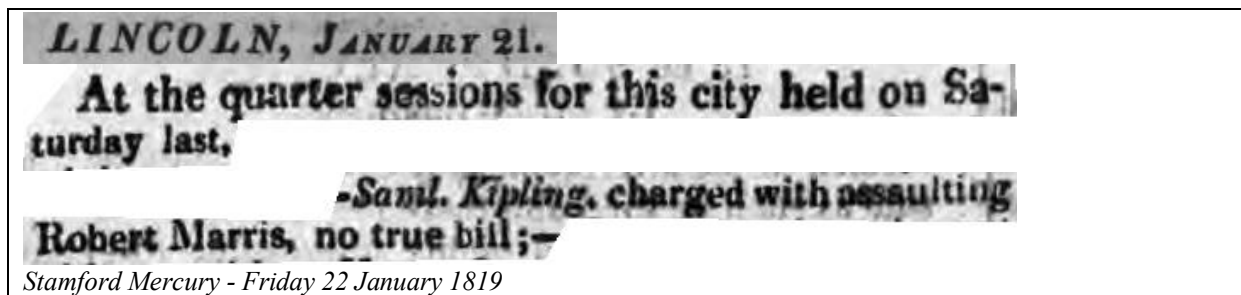 LINCOLN, JANUARY 21.
At the quarter sessions for this city held on Sa-
turday last,
-Saml. Kipling, charged with assaulting
Robert Marris, no true bill;—
Stamford Mercury - Friday 22 January 1819